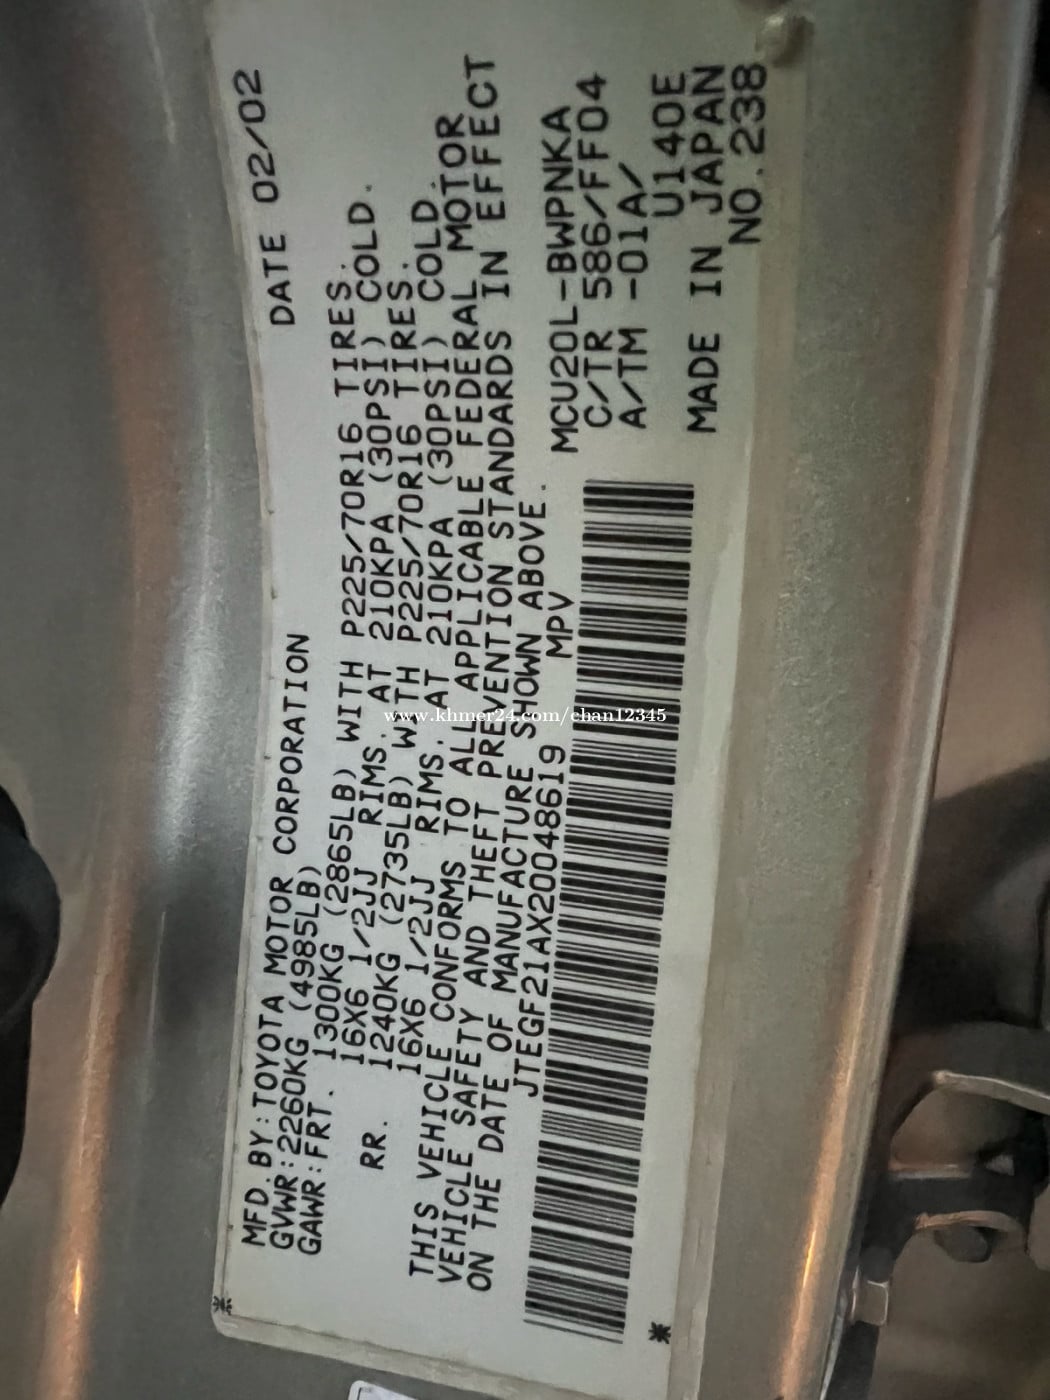 MFD. BY:TOYOTA MOTOR CORPORATION DATE 02/02
GVWR:2260KG (4985LB)
GAWR:FRT. 1300KG (2865LB) WITH P225/70R16 TIRES.
16X6 1/2JJ RIMS. AT 210KPA (30PSI) COLD.
RR. 1240KG (2735LB) WITH P225/70R16 TIRES.
16X6 1/2JJ RIMS. AT 210KPA (30PSI) COLD.
THIS VEHICLE CONFORMS TO ALL APPLICABLE FEDERAL MOTOR
VEHICLE SAFETY AND THEFT PREVENTION STANDARDS IN EFFECT
ON THE DATE OF MANUFACTURE SHOWN ABOVE.
JTEGF21AX20048619 MPV
MCU20L-BWPNKA
C/TR 586/FF04
A/TM -01A/
U140E
MADE IN JAPAN
NO.238
www.khmer24.com/chan12345